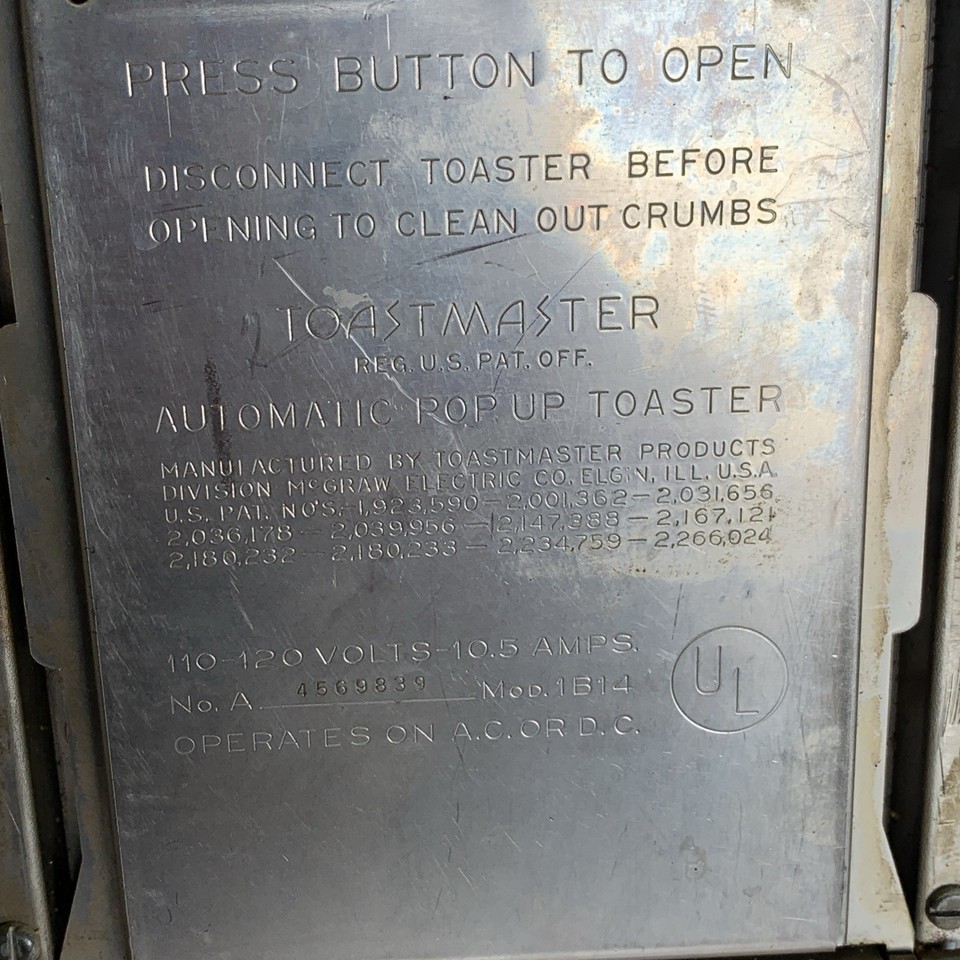 PRESS BUTTON TO OPEN
DISCONNECT TOASTER BEFORE
OPENING TO CLEAN OUT CRUMBS
TOASTMASTER
REG. U.S. PAT. OFF.
AUTOMATIC POP UP TOASTER
MANUFACTURED BY TOASTMASTER PRODUCTS
DIVISION McGRAW ELECTRIC CO. ELGIN, ILL. U.S.A.
U.S. PAT. NO'S.-1,923,590-2,001,362-2,031,656
2,036,178-2,039,956-2,147,388-2,167,121
2,180,232-2,180,233-2,234,759-2,266,024
110-120 VOLTS-10.5 AMPS.
No. A 4569839 Mod. 1B14
UL
OPERATES ON A.C. OR D.C.